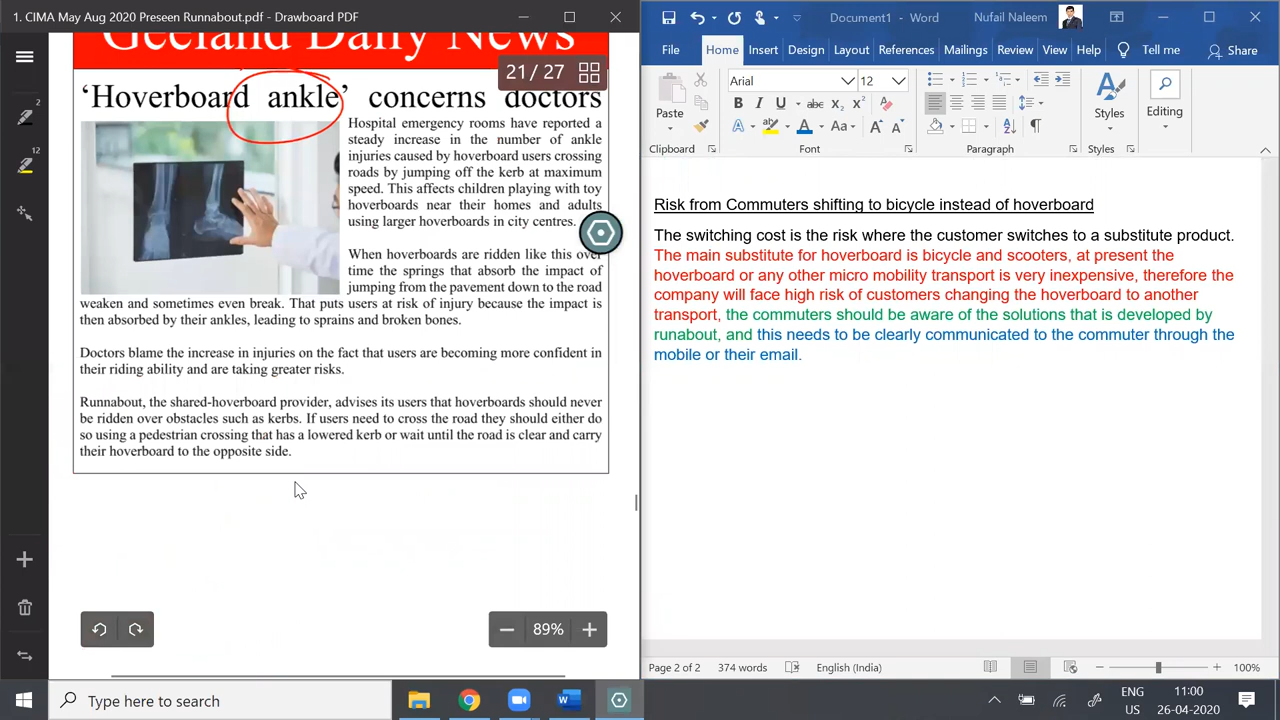 1. CIMA May Aug 2020 Preseen Runnabout.pdf - Drawboard PDF
Geeland Daily News
21 / 27
2
12
‘Hoverboard ankle’ concerns doctors
Hospital emergency rooms have reported a
steady increase in the number of ankle
injuries caused by hoverboard users crossing
roads by jumping off the kerb at maximum
speed. This affects children playing with toy
hoverboards near their homes and adults
using larger hoverboards in city centres.
When hoverboards are ridden like this over
time the springs that absorb the impact of
jumping from the pavement down to the road
weaken and sometimes even break. That puts users at risk of injury because the impact is
then absorbed by their ankles, leading to sprains and broken bones.
Doctors blame the increase in injuries on the fact that users are becoming more confident in
their riding ability and are taking greater risks.
Runnabout, the shared-hoverboard provider, advises its users that hoverboards should never
be ridden over obstacles such as kerbs. If users need to cross the road they should either do
so using a pedestrian crossing that has a lowered kerb or wait until the road is clear and carry
their hoverboard to the opposite side.
89%
Document1 - Word
Nufail Naleem
File Home Insert Design Layout References Mailings Review View Help Tell me Share
Arial 12
Paste
B I U abc x₂ x²
A Aa A A
Styles
Editing
Clipboard Font Paragraph Styles
Risk from Commuters shifting to bicycle instead of hoverboard
The switching cost is the risk where the customer switches to a substitute product.
The main substitute for hoverboard is bicycle and scooters, at present the
hoverboard or any other micro mobility transport is very inexpensive, therefore the
company will face high risk of customers changing the hoverboard to another
transport, the commuters should be aware of the solutions that is developed by
runabout, and this needs to be clearly communicated to the commuter through the
mobile or their email.
Page 2 of 2 374 words English (India) 100%
Type here to search
ENG
US
11:00
26-04-2020